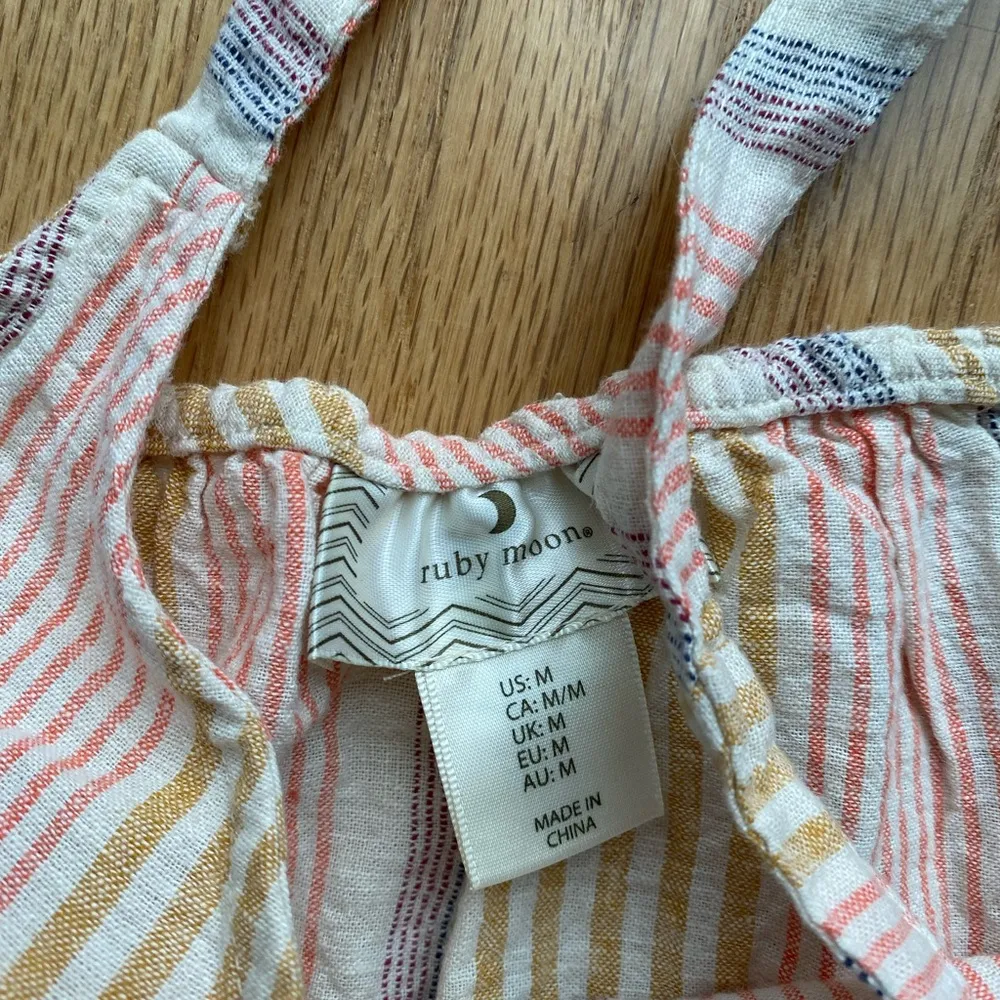 ruby moon®
US: M
CA: M/M
UK: M
EU: M
AU: M
MADE IN
CHINA